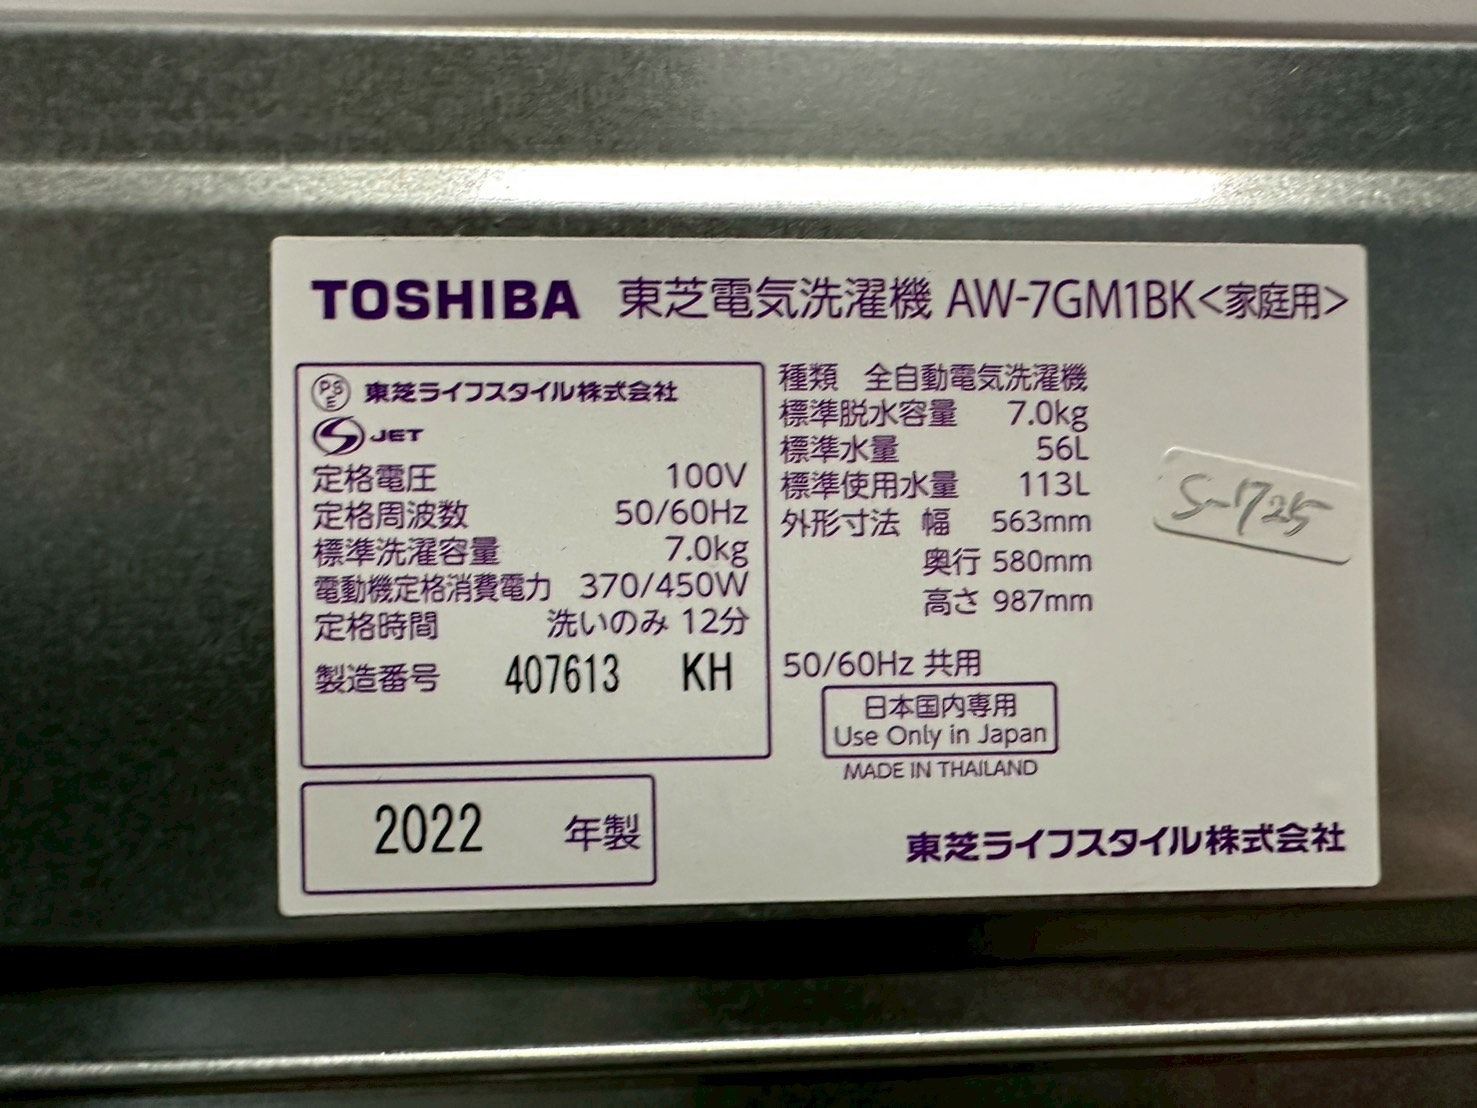 TOSHIBA 東芝電気洗濯機 AW-7GM1BK<家庭用>
PSE 東芝ライフスタイル株式会社
S JET
定格電圧 100V
定格周波数 50/60Hz
標準洗濯容量 7.0kg
電動機定格消費電力 370/450W
定格時間 洗いのみ 12分
製造番号 407613 KH
2022 年製
種類 全自動電気洗濯機
標準脱水容量 7.0kg
標準水量 56L
標準使用水量 113L
外形寸法 幅 563mm
奥行 580mm
高さ 987mm
50/60Hz 共用
日本国内専用
Use Only in Japan
MADE IN THAILAND
東芝ライフスタイル株式会社
S-725